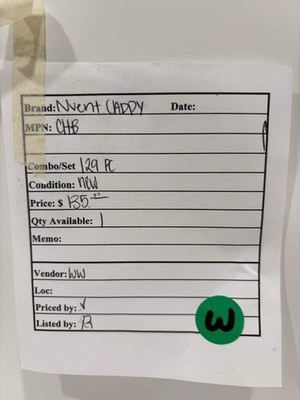 Brand: Nvent CADDY Date:
MPN: CHB
Combo/Set 129 PC
Condition: new
Price: $ 135
Qty Available: 1
Memo:
Vendor: WW
Loc:
Priced by:
Listed by:
W